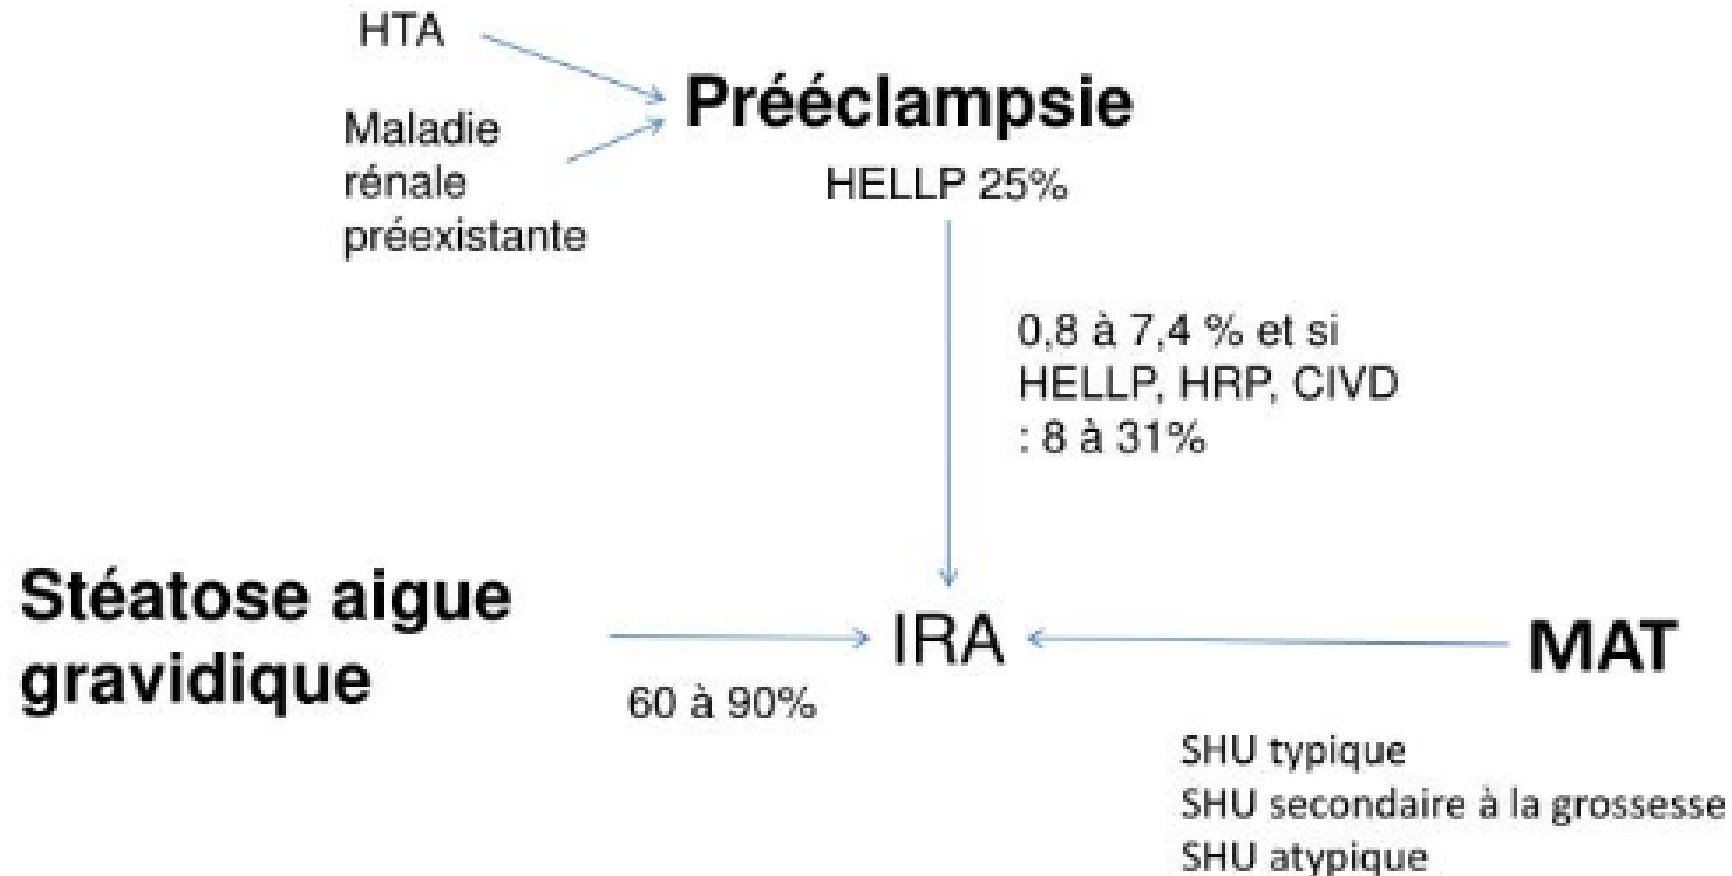 HTA
Prééclampsie
Maladie
rénale
préexistante
HELLP 25%
0,8 à 7,4 % et si
HELLP, HRP, CIVD
: 8 à 31%
Stéatose aigue
gravidique
60 à 90%
IRA
MAT
SHU typique
SHU secondaire à la grossesse
SHU atypique